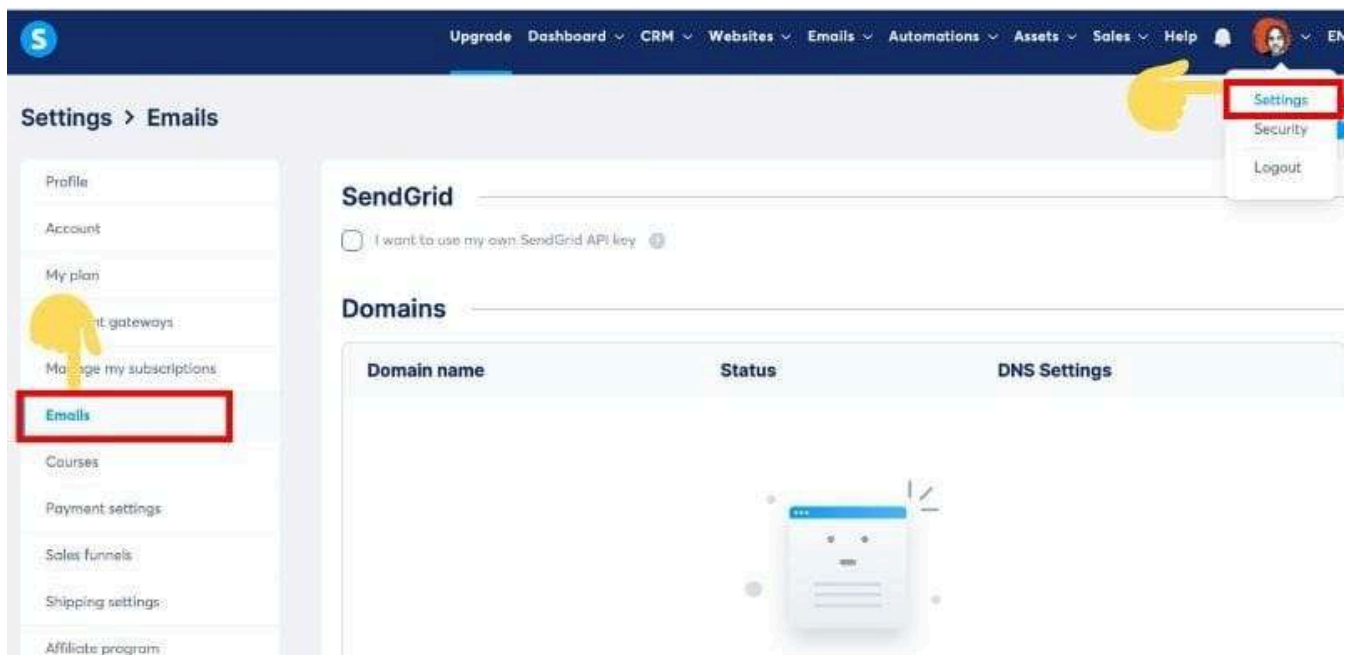 S
Upgrade Dashboard CRM Websites Emails Automations Assets Sales Help EN
Settings
Security
Logout
Settings > Emails
Profile
Account
My plan
gateways
my subscriptions
Emails
Courses
Payment settings
Sales funnels
Shipping settings
Affiliate program
SendGrid
I want to use my own SendGrid API key
Domains
Domain name Status DNS Settings